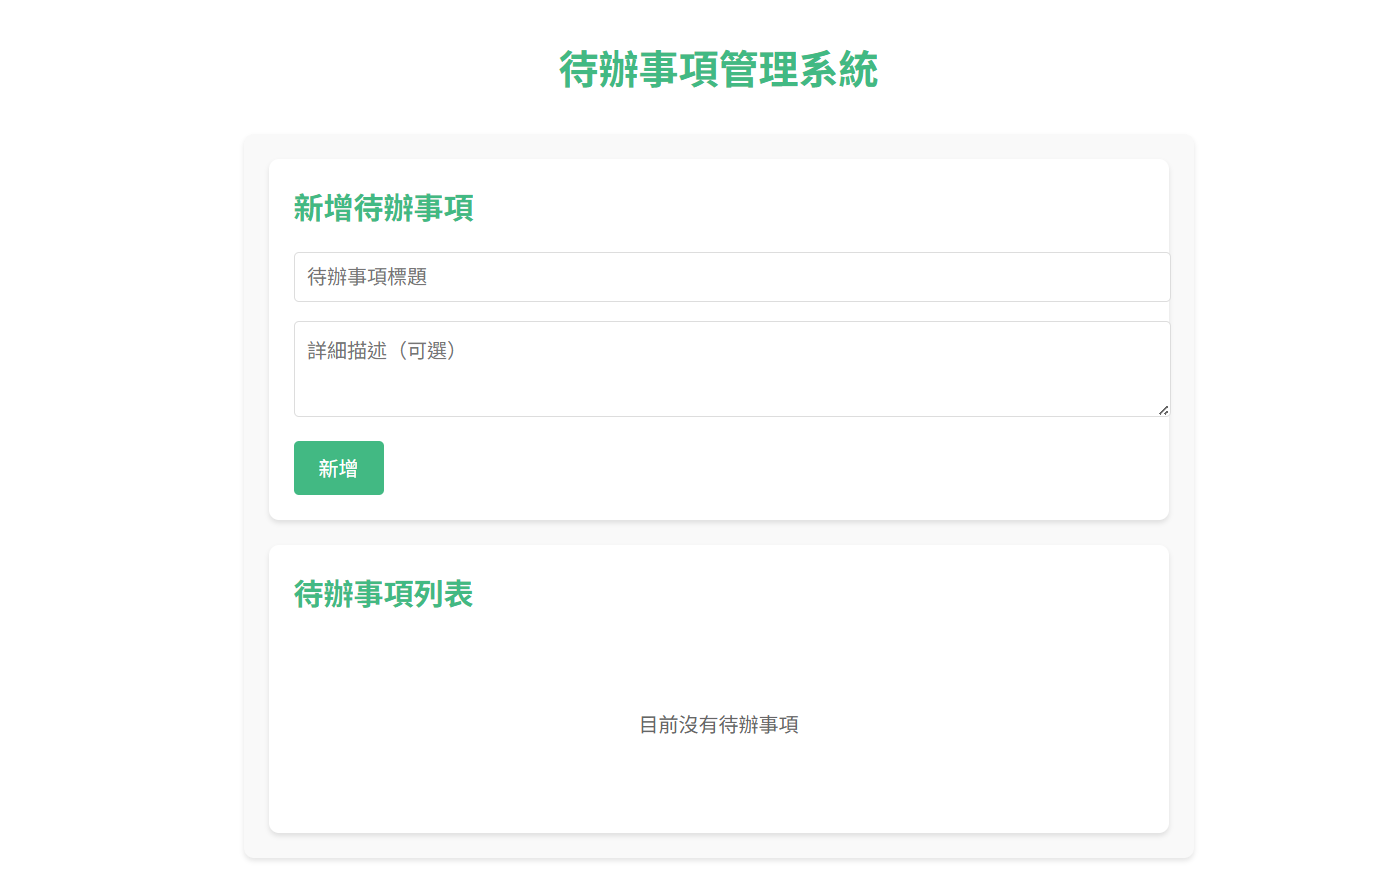 待辦事項管理系統
新增待辦事項
待辦事項標題
詳細描述（可選）
新增
待辦事項列表
目前沒有待辦事項